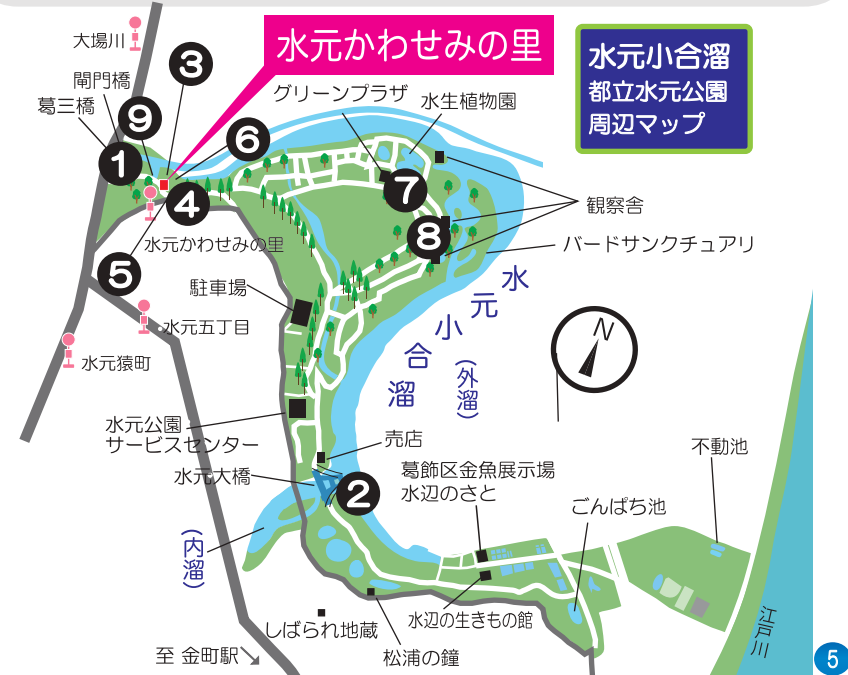 水元かわせみの里
水元小合溜
都立水元公園
周辺マップ
大場川
閘門橋
葛三橋
③
⑨
①
⑥
④
⑤
グリーンプラザ
水生植物園
⑦
⑧
観察舎
バードサンクチュアリ
水元かわせみの里
駐車場
水元五丁目
水元猿町
水元小合溜
(外溜)
N
水元公園
サービスセンター
売店
水元大橋
②
葛飾区金魚展示場
水辺のさと
不動池
ごんぱち池
(内溜)
しばられ地蔵
水辺の生きもの館
松浦の鐘
至 金町駅
江戸川
5